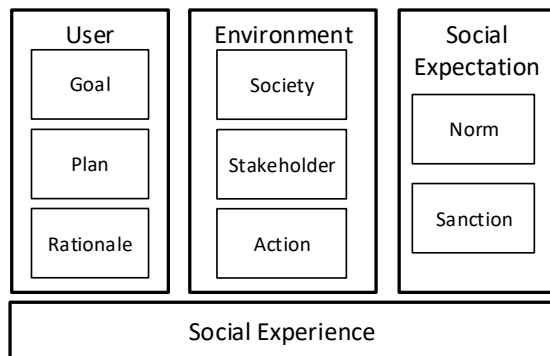 User
Goal
Plan
Rationale
Environment
Society
Stakeholder
Action
Social
Expectation
Norm
Sanction
Social Experience